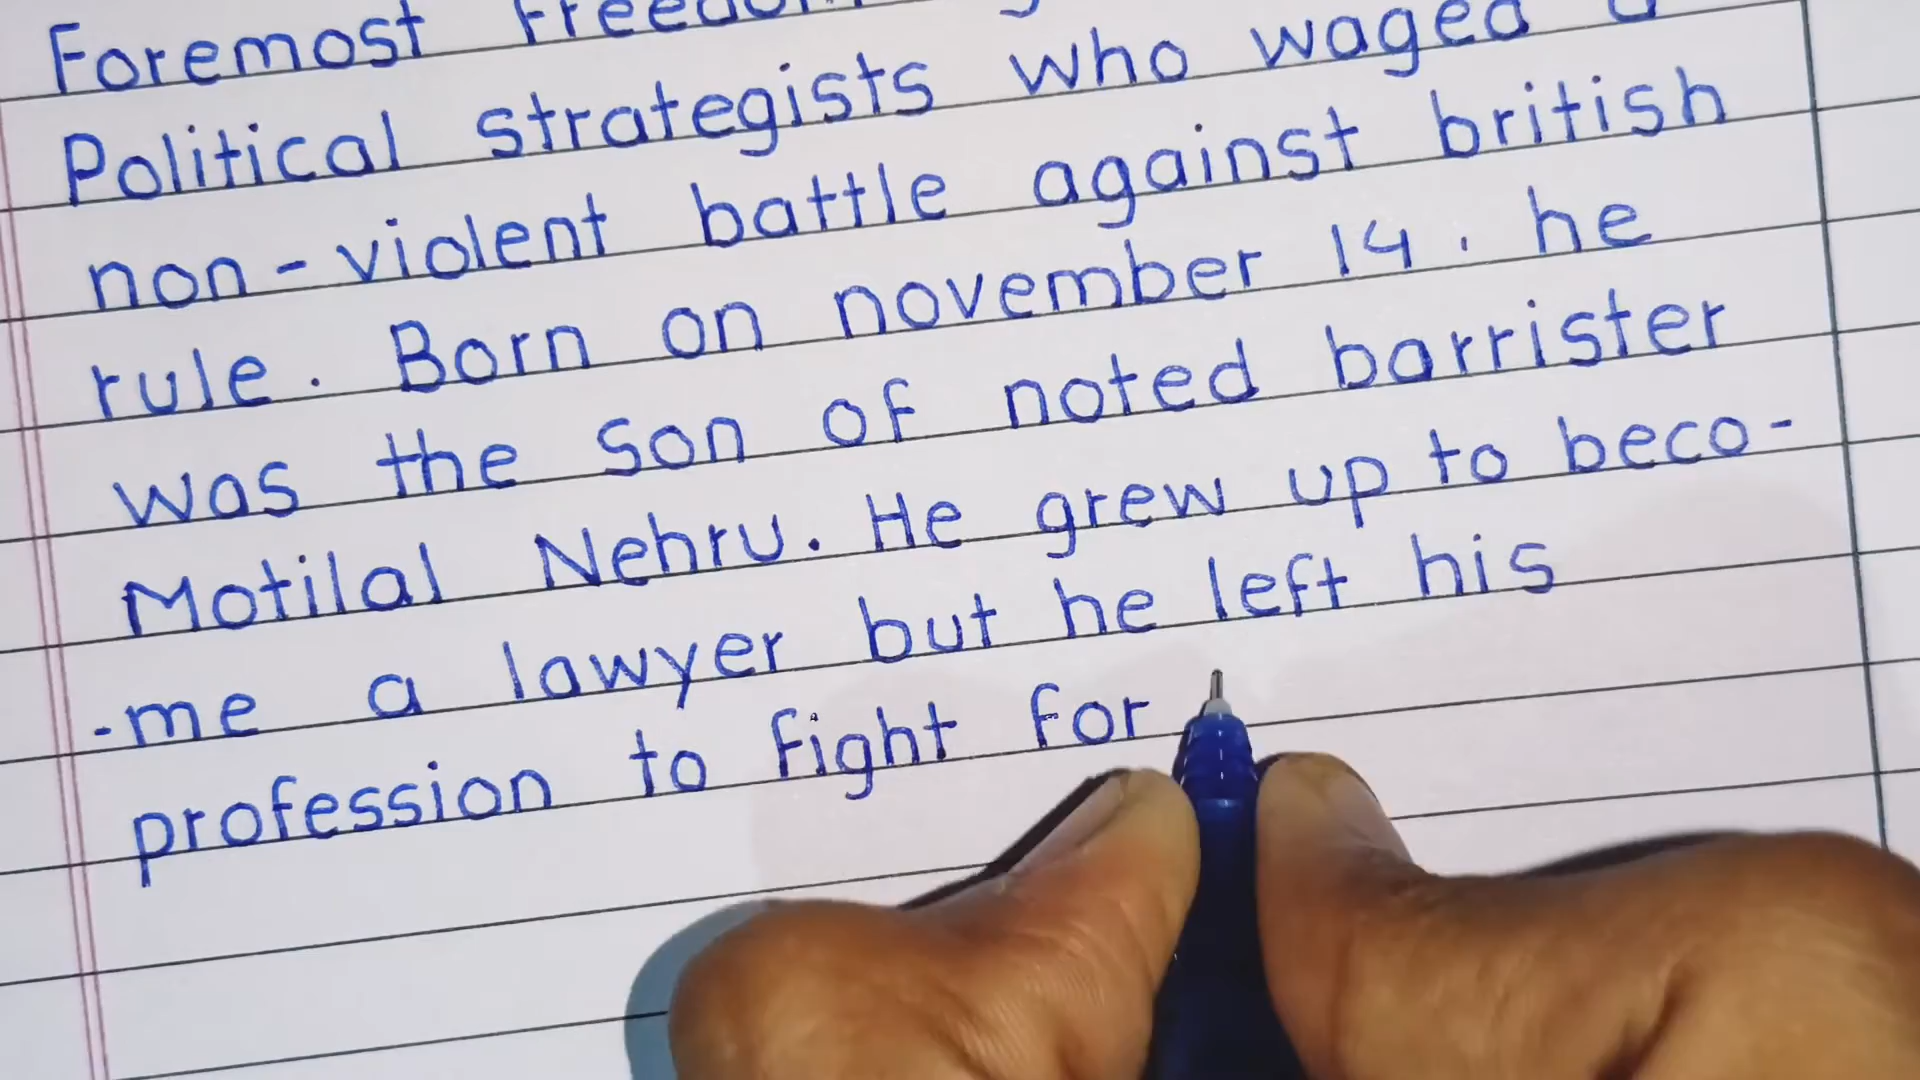 Foremost Freedom
Political strategists who waged a
non-violent battle against british
rule. Born on november 14. he
was the son of noted barrister
Motilal Nehru. He grew up to beco-
-me a lawyer but he left his
profession to fight for